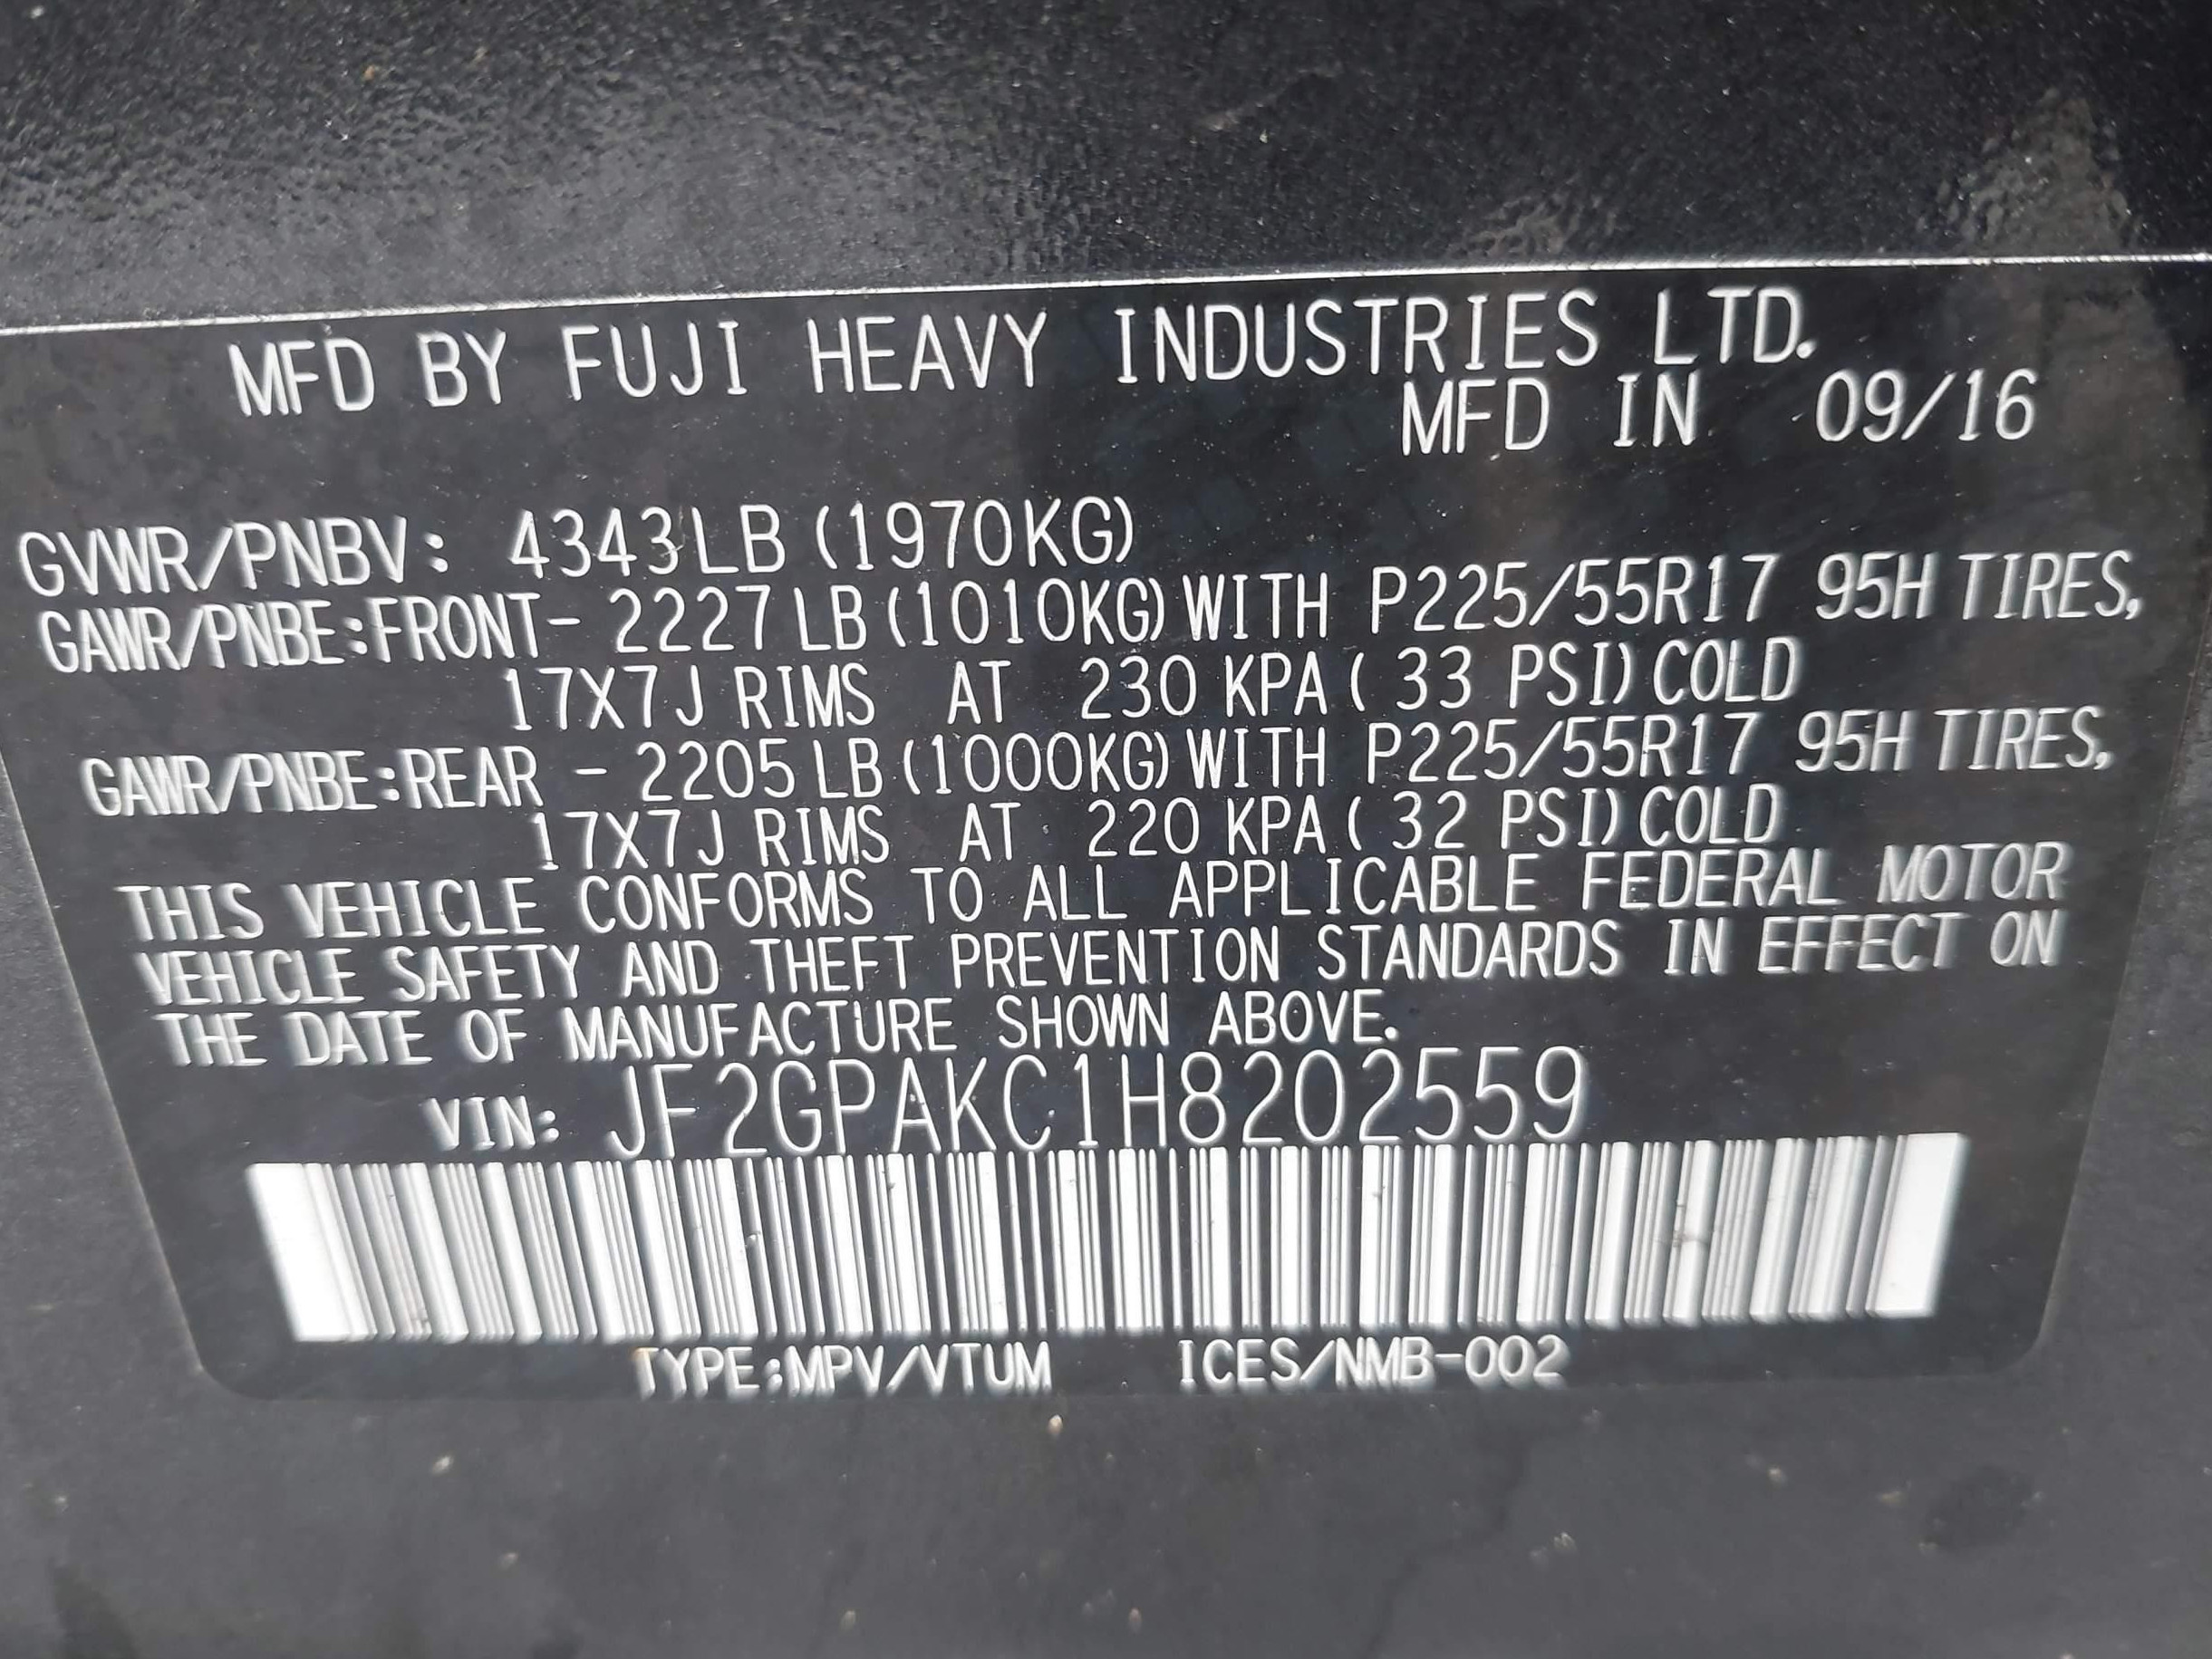 MFD BY FUJI HEAVY INDUSTRIES LTD.
MFD IN 09/16
GVWR/PNBV: 4343LB (1970KG)
GAWR/PNBE:FRONT- 2227LB (1010KG) WITH P225/55R17 95H TIRES,
17X7J RIMS AT 230 KPA ( 33 PSI) COLD
GAWR/PNBE:REAR - 2205LB (1000KG) WITH P225/55R17 95H TIRES,
17X7J RIMS AT 220 KPA ( 32 PSI) COLD
THIS VEHICLE CONFORMS TO ALL APPLICABLE FEDERAL MOTOR
VEHICLE SAFETY AND THEFT PREVENTION STANDARDS IN EFFECT ON
THE DATE OF MANUFACTURE SHOWN ABOVE.
VIN: JF2GPAKC1H8202559
TYPE:MPV/VTUM ICES/NMB-002